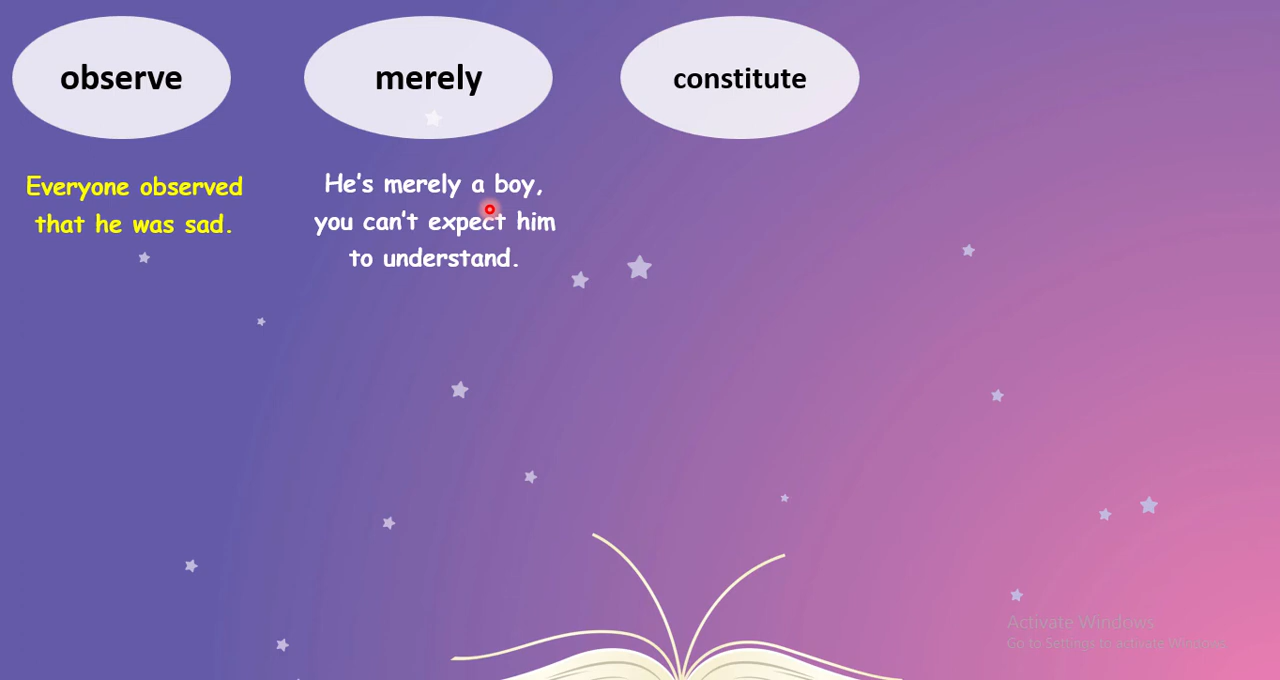 observe
merely
constitute
Everyone observed
that he was sad.
He's merely a boy,
you can't expect him
to understand.
Activate Windows
Go to Settings to activate Windows.